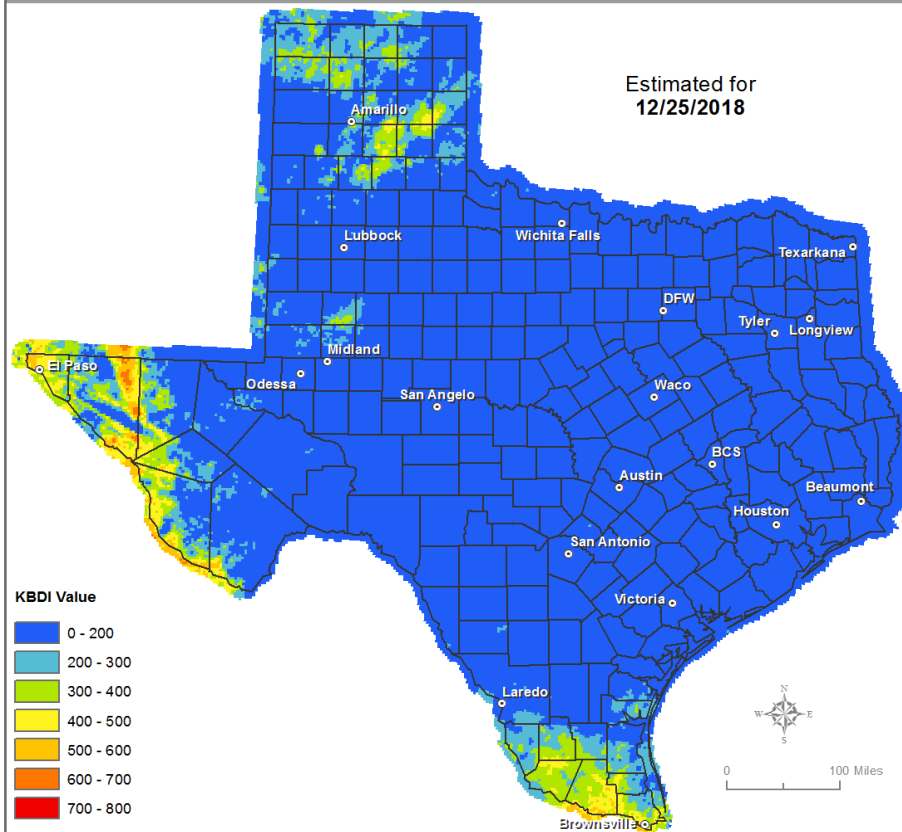 Estimated for
12/25/2018
Amarillo
Lubbock
Wichita Falls
Texarkana
DFW
Tyler
Longview
Midland
El Paso
Odessa
San Angelo
Waco
BCS
Austin
Beaumont
Houston
San Antonio
Victoria
Laredo
Brownsville
KBDI Value
0 - 200
200 - 300
300 - 400
400 - 500
500 - 600
600 - 700
700 - 800
N
W E
S
0 100 Miles